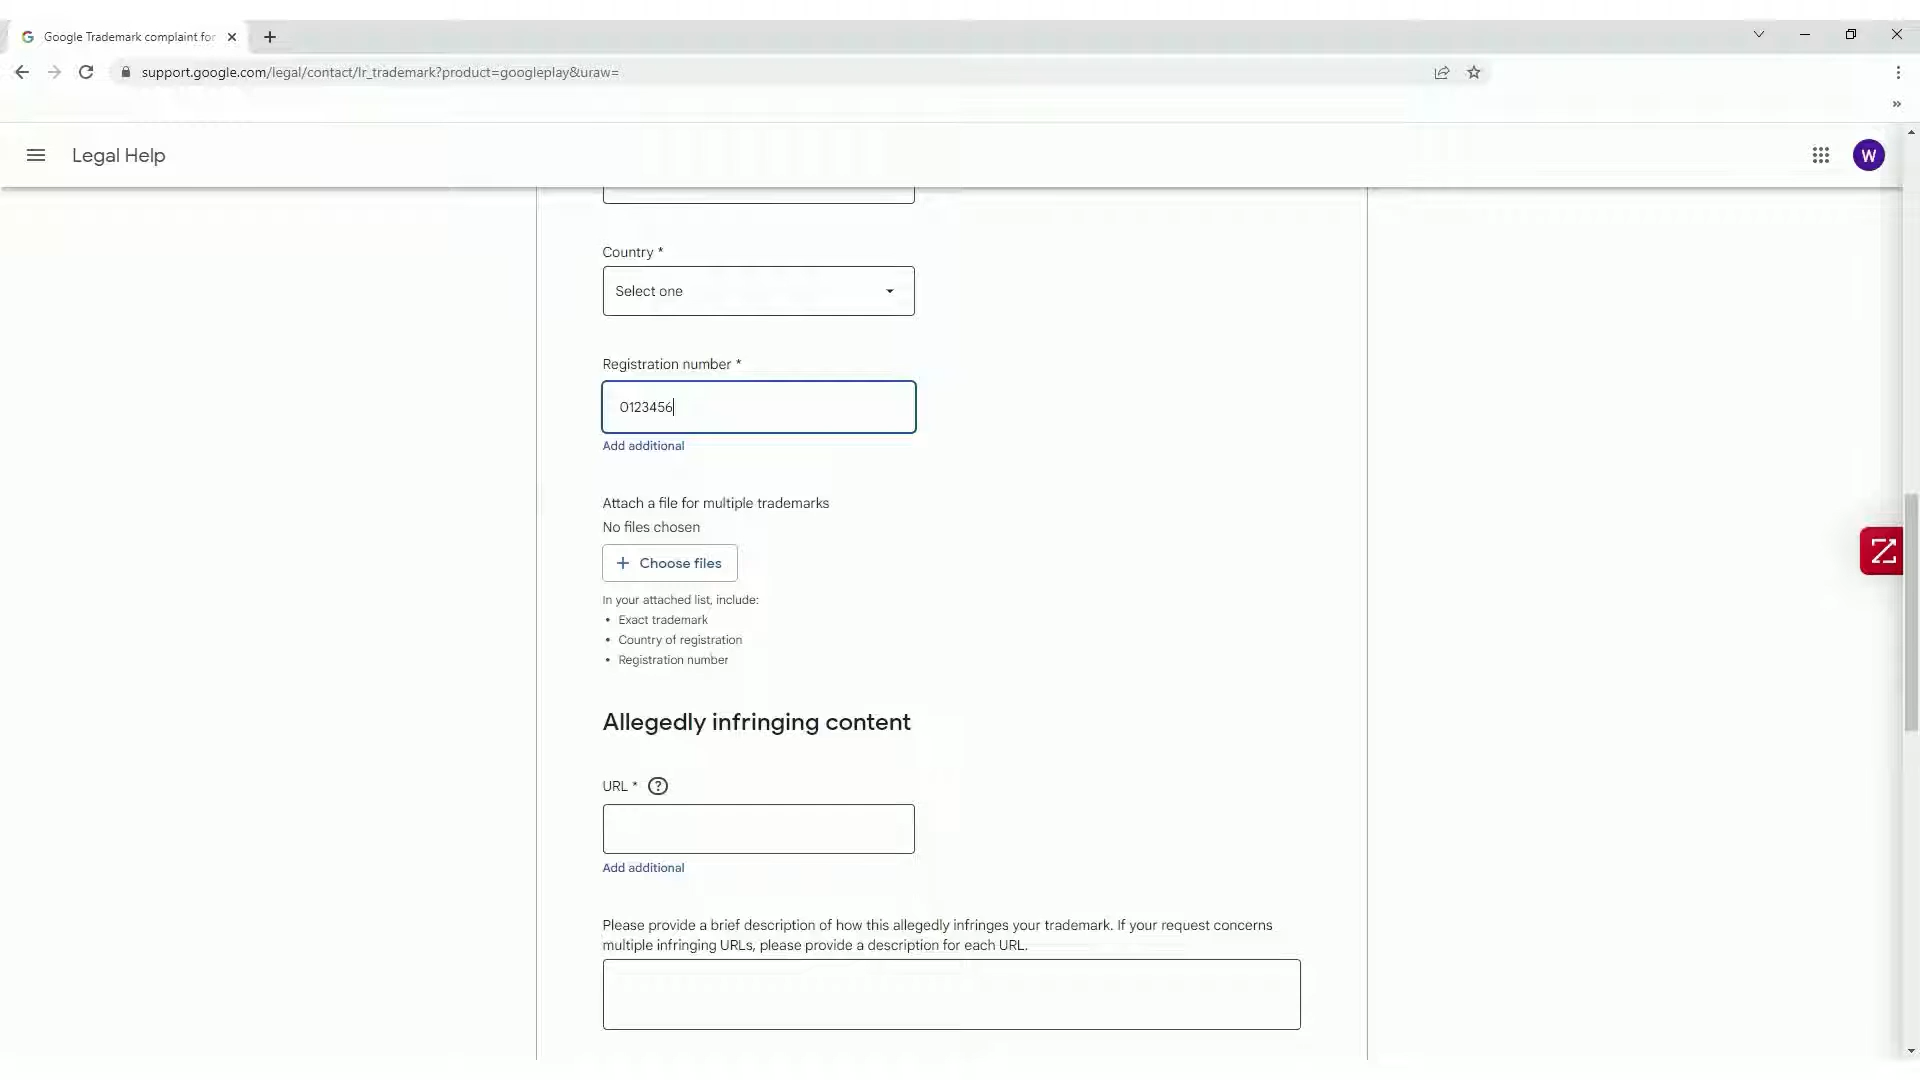 Google Trademark complaint for
support.google.com/legal/contact/lr_trademark?product=googleplay&uraw=
Legal Help
W
Country *
Select one
Registration number *
0123456
Add additional
Attach a file for multiple trademarks
No files chosen
+ Choose files
In your attached list, include:
• Exact trademark
• Country of registration
• Registration number
Allegedly infringing content
URL * ?
Add additional
Please provide a brief description of how this allegedly infringes your trademark. If your request concerns
multiple infringing URLs, please provide a description for each URL.